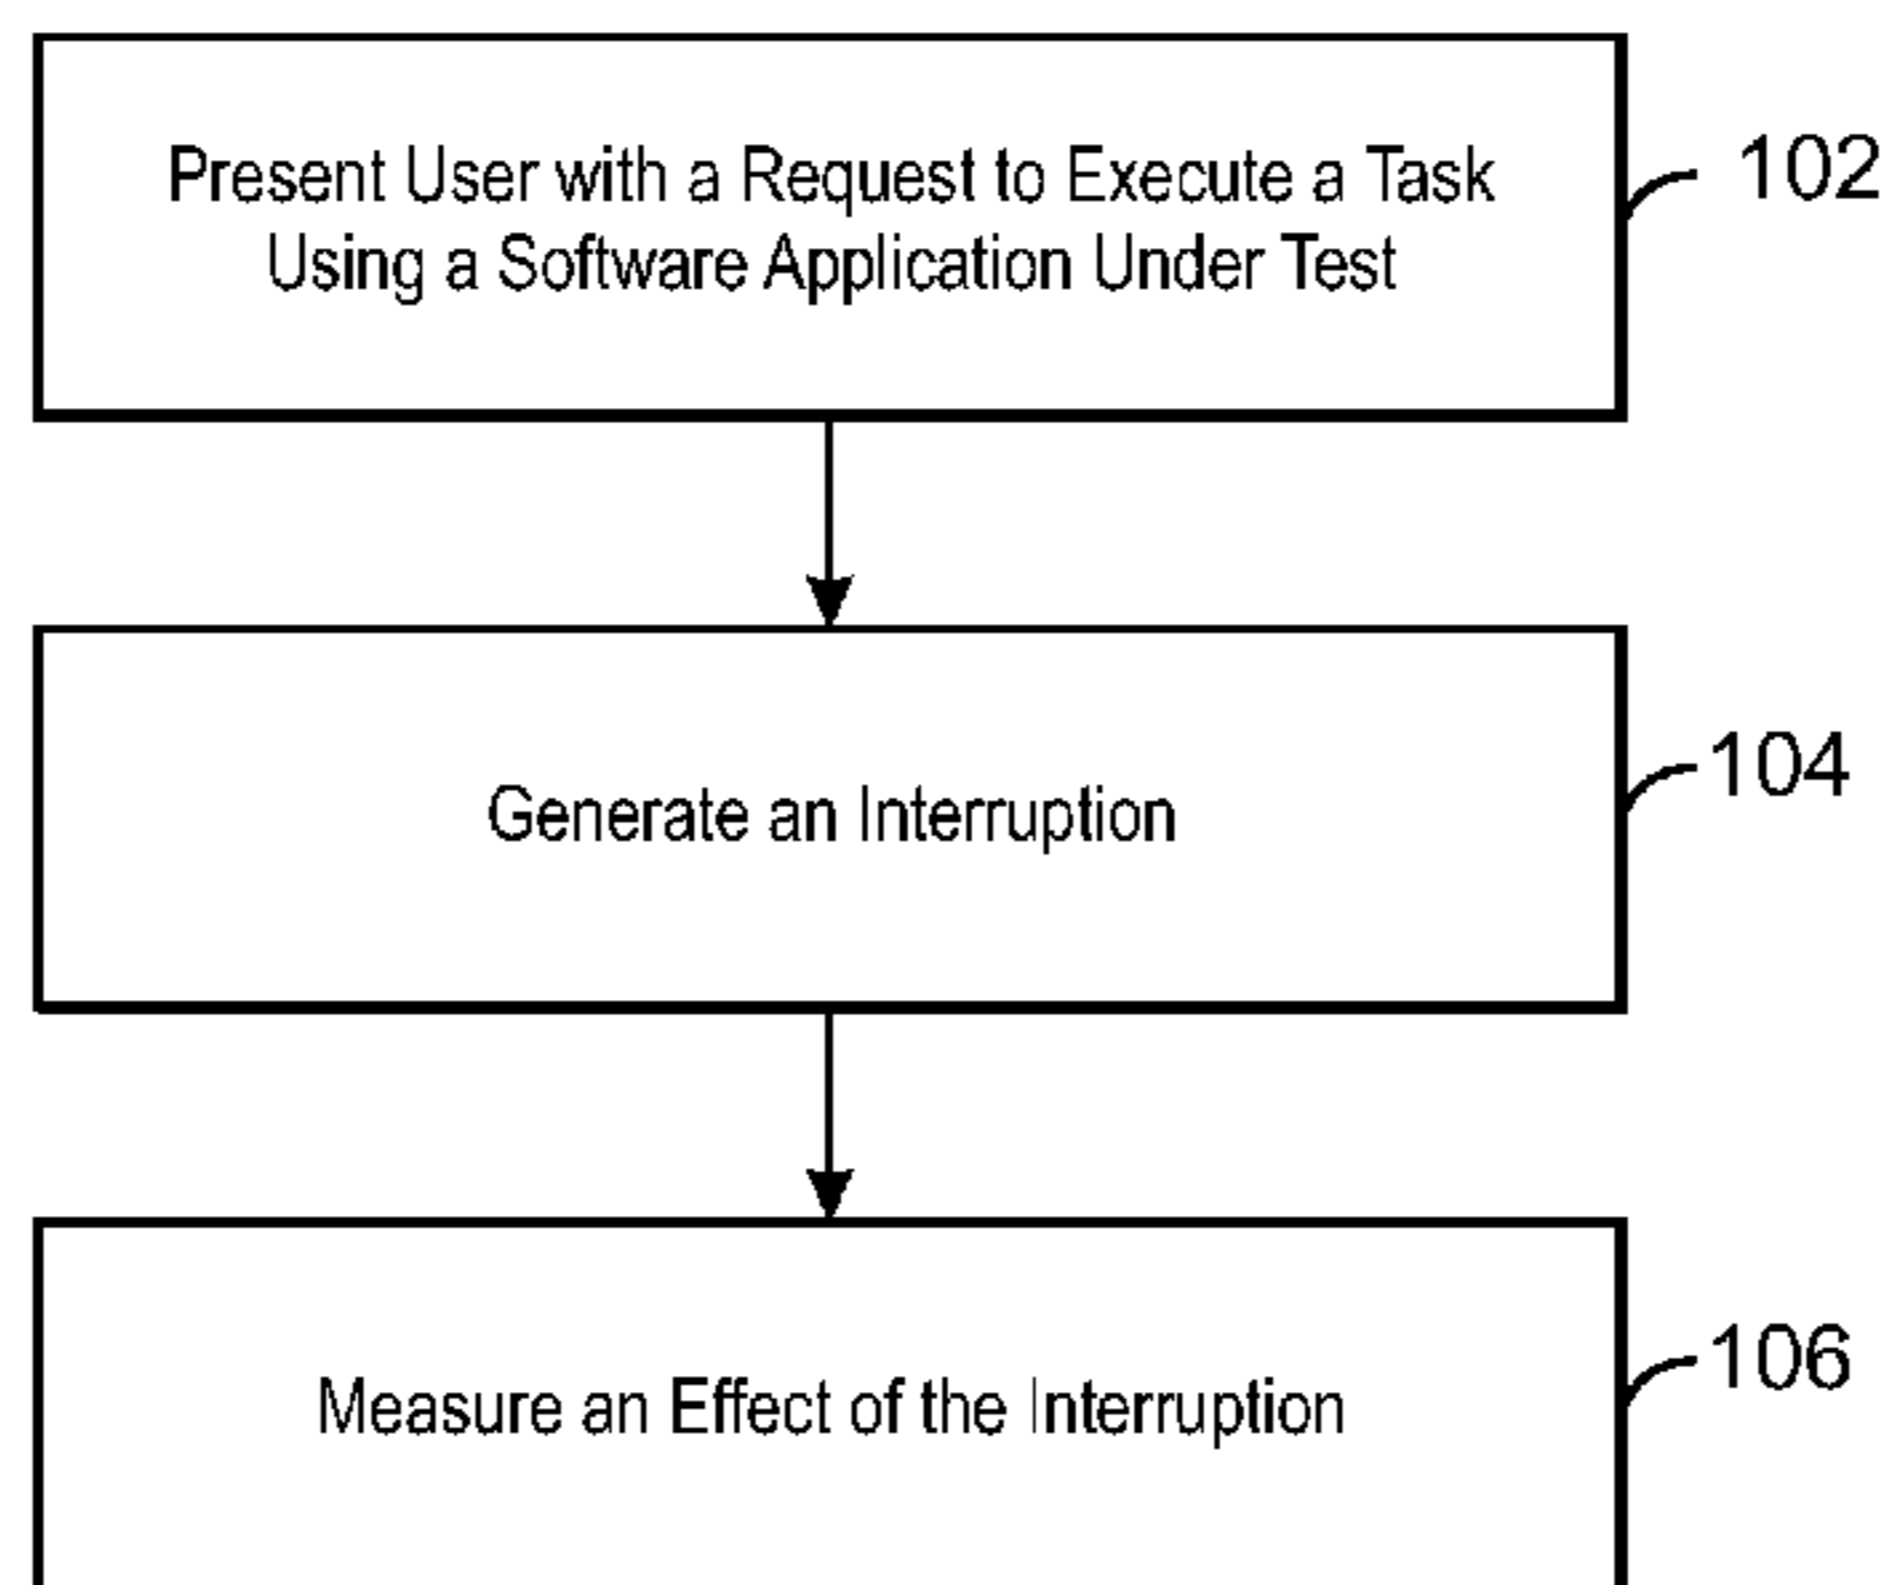 Present User with a Request to Execute a Task
Using a Software Application Under Test
102
Generate an Interruption
104
Measure an Effect of the Interruption
106